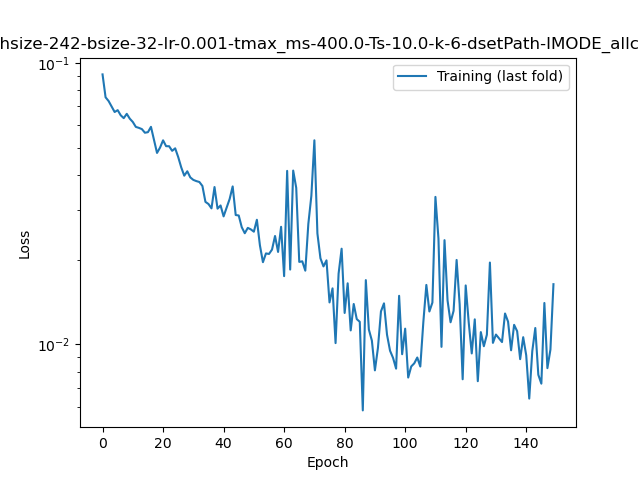 hsize-242-bsize-32-lr-0.001-tmax_ms-400.0-Ts-10.0-k-6-dsetPath-IMODE_allc
Training (last fold)
10⁻¹
10⁻²
Loss
0 20 40 60 80 100 120 140
Epoch